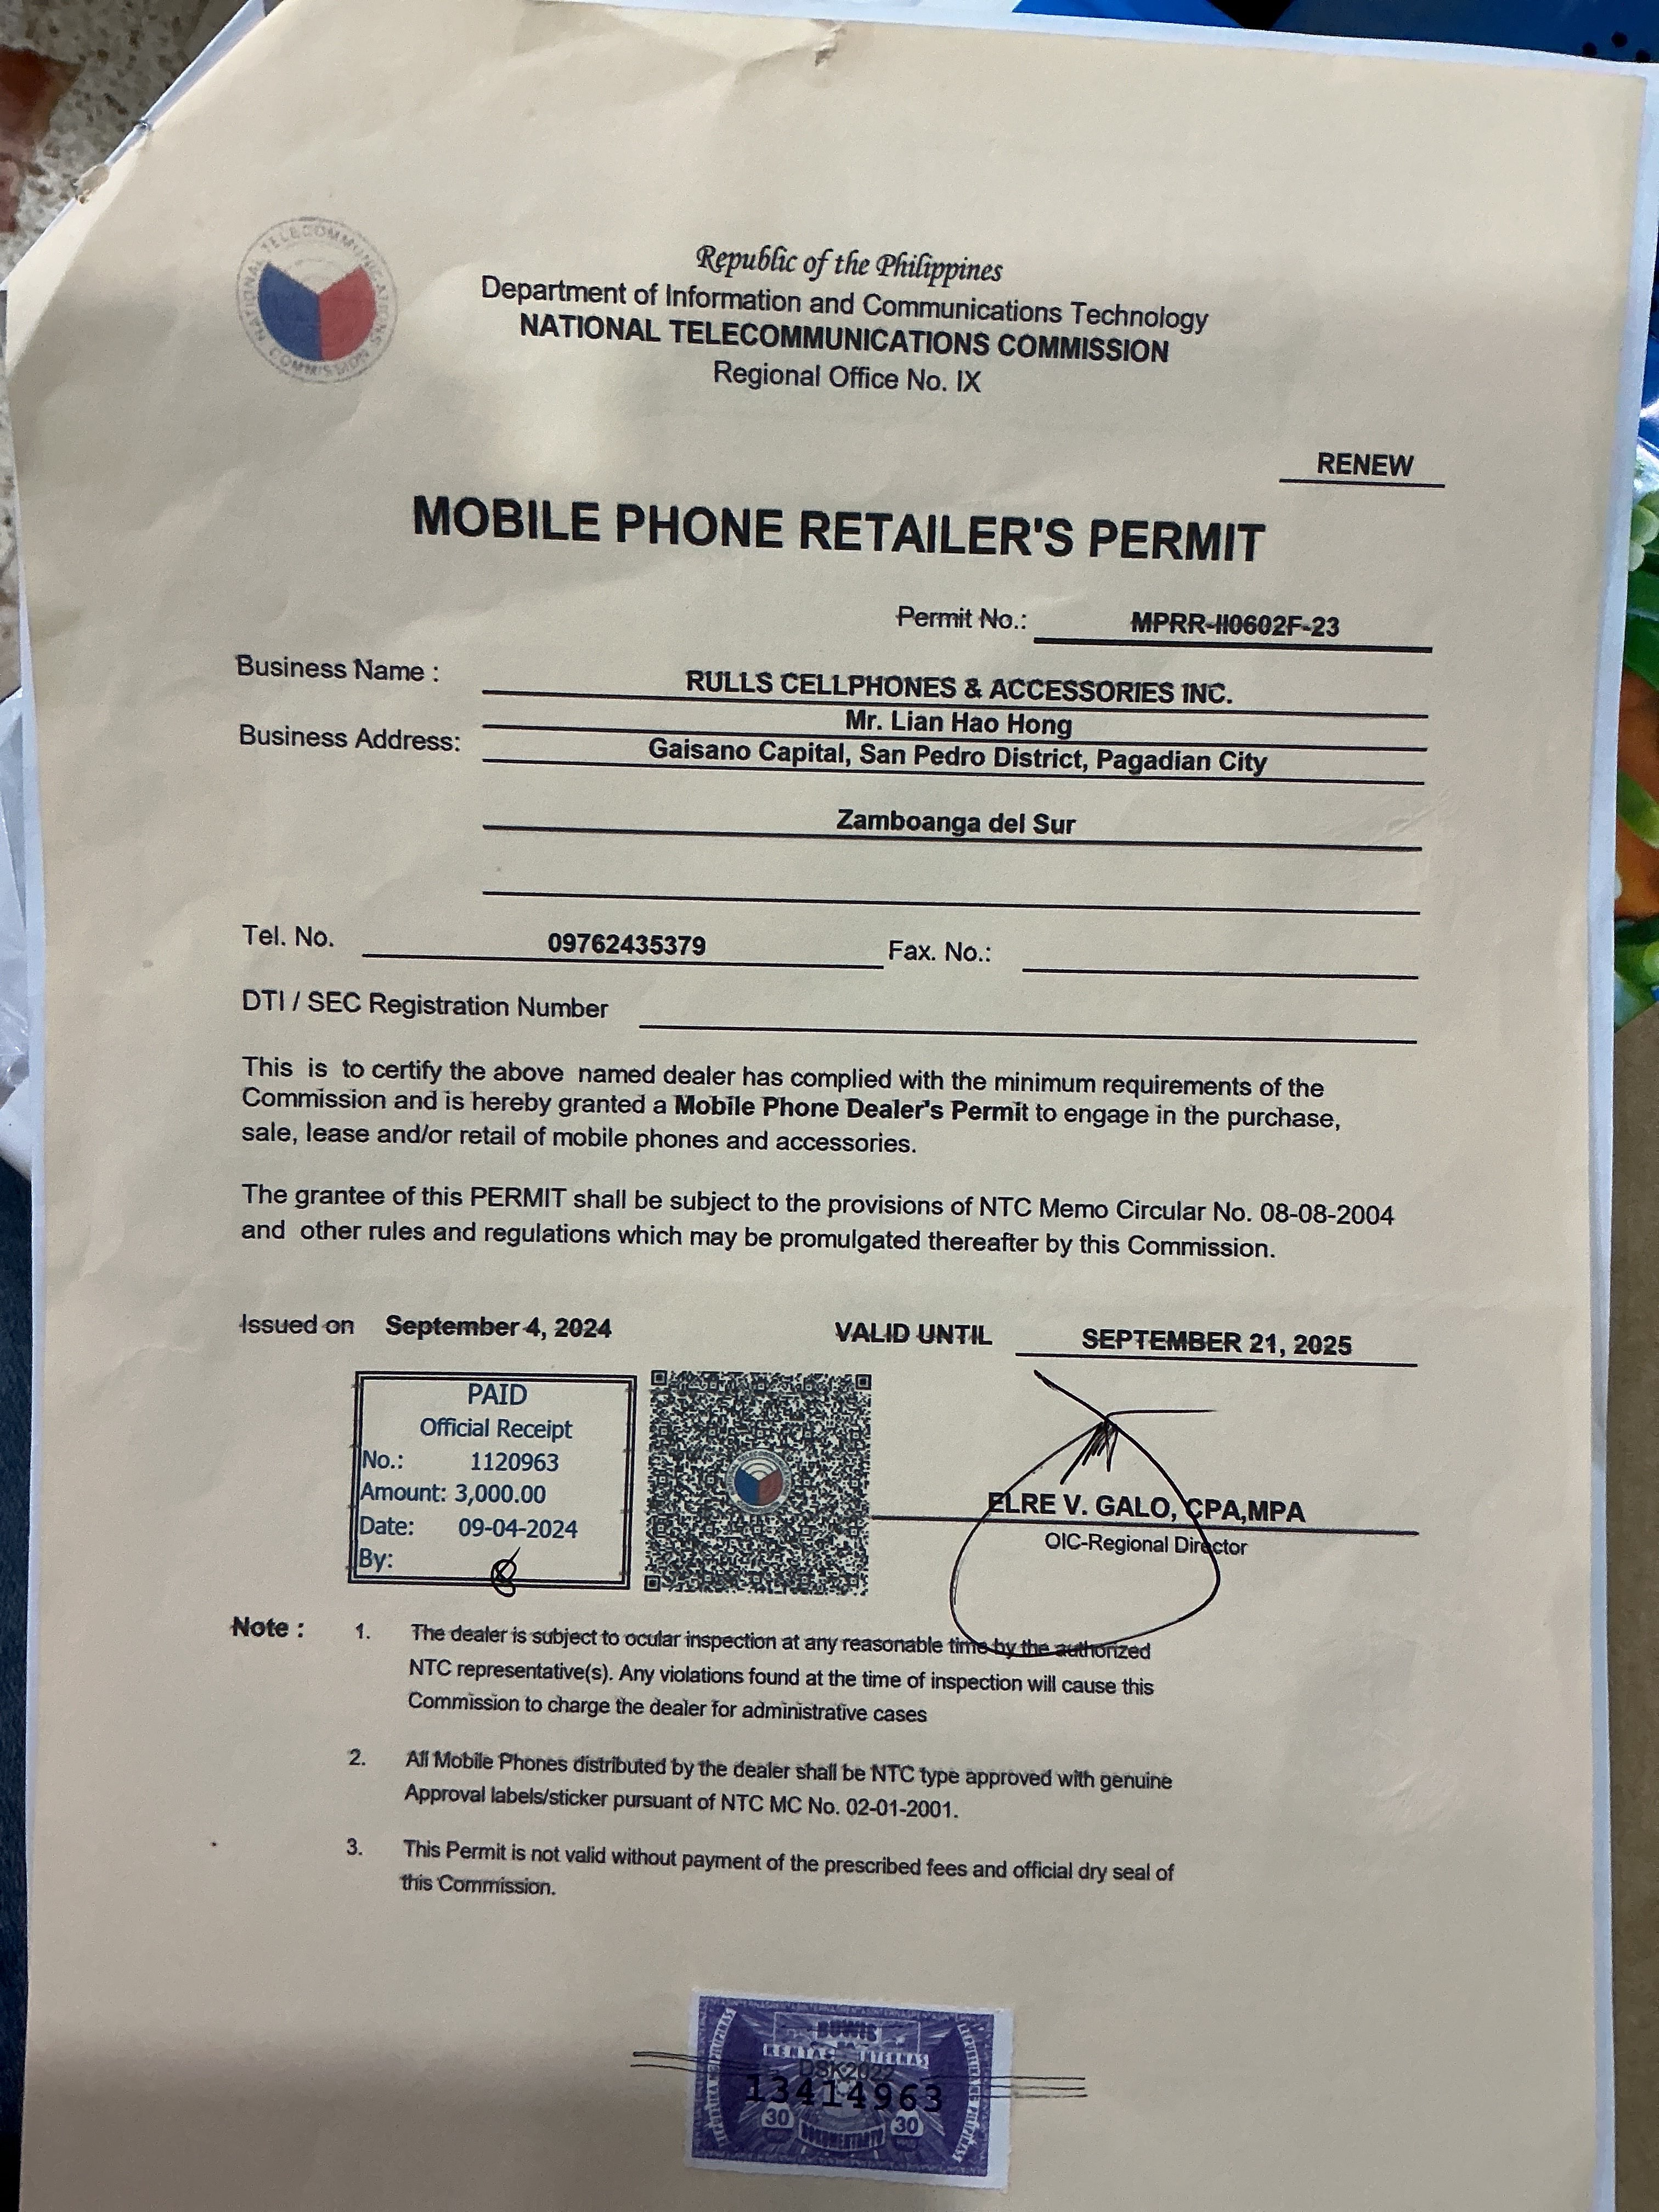 NATIONAL TELECOMMUNICATIONS COMMISSION
Republic of the Philippines
Department of Information and Communications Technology
NATIONAL TELECOMMUNICATIONS COMMISSION
Regional Office No. IX
RENEW
MOBILE PHONE RETAILER'S PERMIT
Permit No.: MPRR-II0602F-23
Business Name : RULLS CELLPHONES & ACCESSORIES INC.
Mr. Lian Hao Hong
Business Address: Gaisano Capital, San Pedro District, Pagadian City
Zamboanga del Sur
Tel. No. 09762435379 Fax. No.:
DTI / SEC Registration Number
This is to certify the above named dealer has complied with the minimum requirements of the
Commission and is hereby granted a Mobile Phone Dealer's Permit to engage in the purchase,
sale, lease and/or retail of mobile phones and accessories.
The grantee of this PERMIT shall be subject to the provisions of NTC Memo Circular No. 08-08-2004
and other rules and regulations which may be promulgated thereafter by this Commission.
Issued on September 4, 2024 VALID UNTIL SEPTEMBER 21, 2025
PAID
Official Receipt
No.: 1120963
Amount: 3,000.00
Date: 09-04-2024
By:
ELRE V. GALO, CPA,MPA
OIC-Regional Director
Note : 1. The dealer is subject to ocular inspection at any reasonable time by the authorized
NTC representative(s). Any violations found at the time of inspection will cause this
Commission to charge the dealer for administrative cases
2. All Mobile Phones distributed by the dealer shall be NTC type approved with genuine
Approval labels/sticker pursuant of NTC MC No. 02-01-2001.
3. This Permit is not valid without payment of the prescribed fees and official dry seal of
this Commission.
BUWIS
SA
RENTAS INTERNAS
DSK2022
13414963
30 30
DOKUMENTARYO